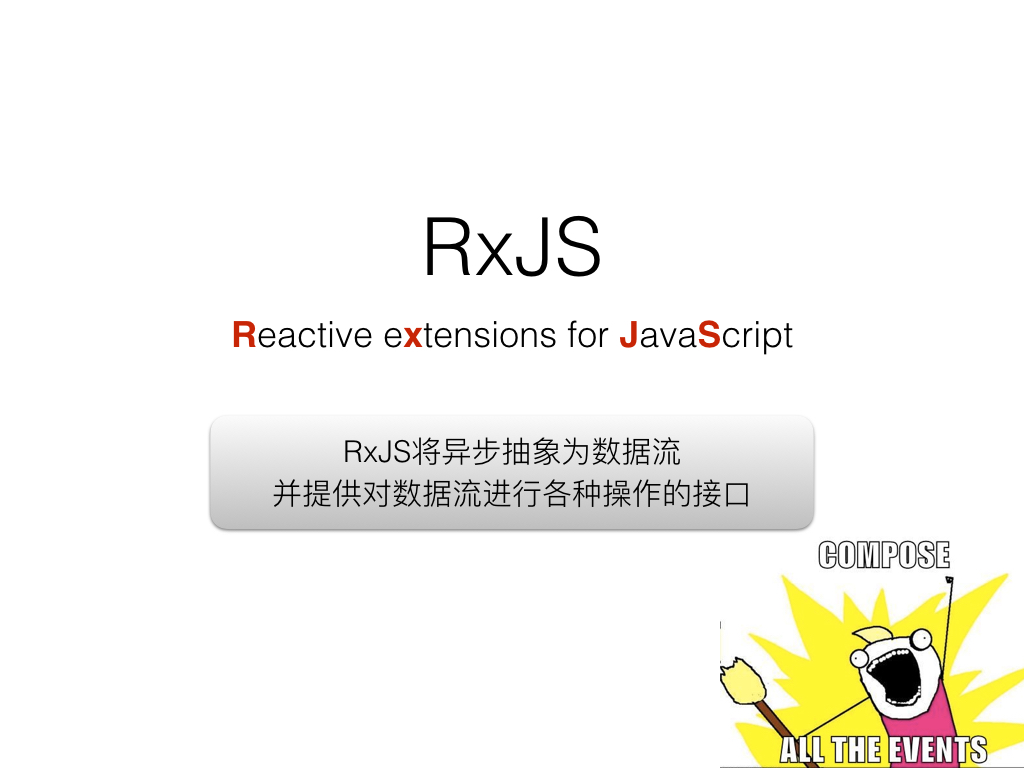 RxJS
Reactive extensions for JavaScript
RxJS将异步抽象为数据流
并提供对数据流进行各种操作的接口
COMPOSE
ALL THE EVENTS